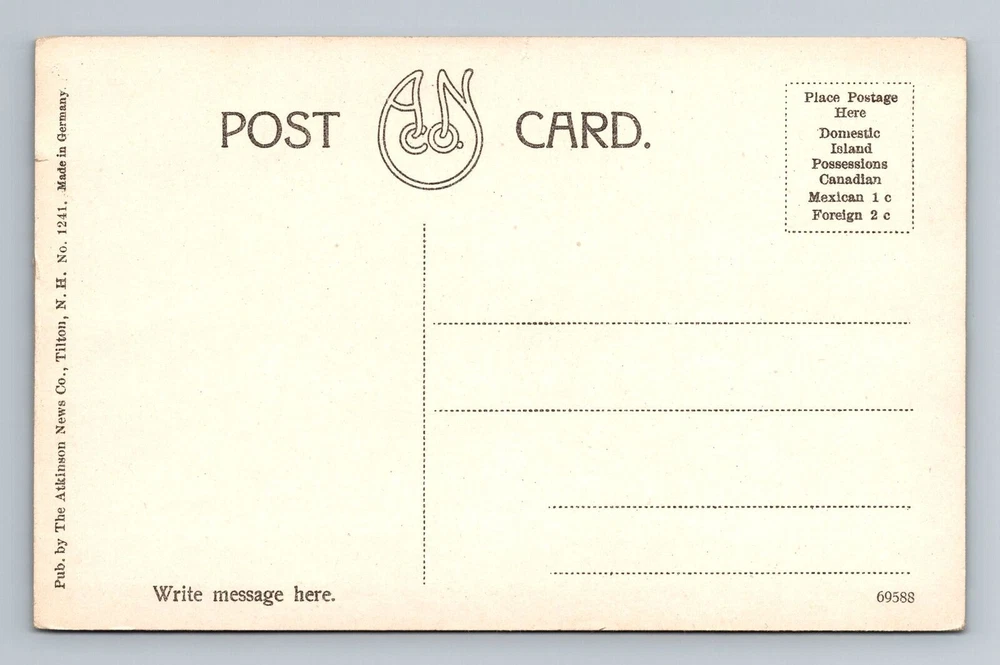 POST CARD.
A N
Co.
Place Postage
Here
Domestic
Island
Possessions
Canadian
Mexican 1 c
Foreign 2 c
Pub. by The Atkinson News Co., Tilton, N. H. No. 1241. Made in Germany.
Write message here.
69588